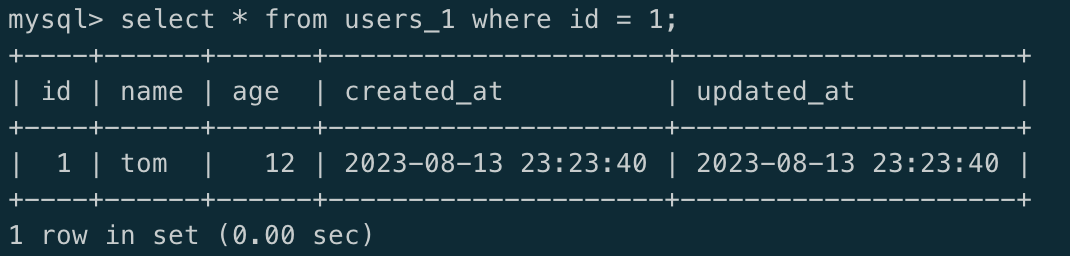 mysql> select * from users_1 where id = 1;
+----+------+------+---------------------+---------------------+
| id | name | age  | created_at          | updated_at          |
+----+------+------+---------------------+---------------------+
|  1 | tom  |   12 | 2023-08-13 23:23:40 | 2023-08-13 23:23:40 |
+----+------+------+---------------------+---------------------+
1 row in set (0.00 sec)